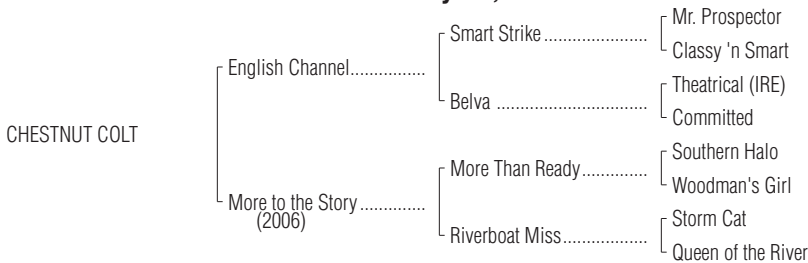 Mr. Prospector
Smart Strike......................
Classy 'n Smart
English Channel................
Theatrical (IRE)
Belva ................................
Committed
CHESTNUT COLT
Southern Halo
More Than Ready..............
Woodman's Girl
More to the Story ..............
(2006)
Storm Cat
Riverboat Miss..................
Queen of the River